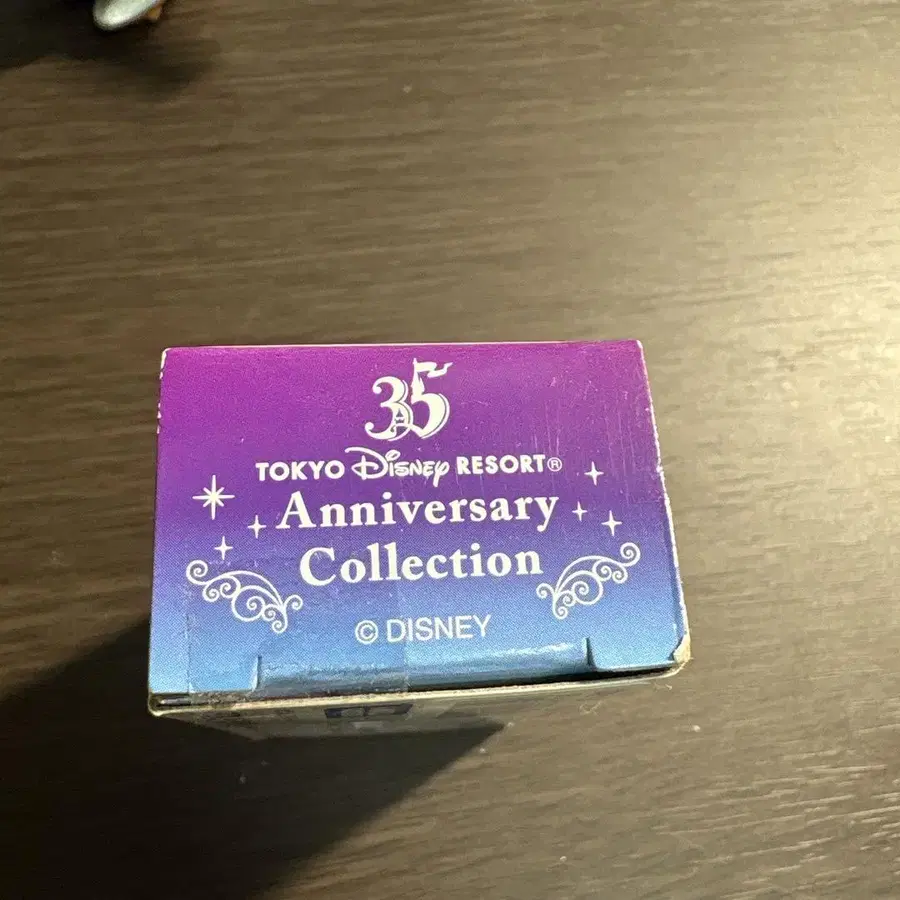 35
TOKYO Disney RESORT®
Anniversary
Collection
© DISNEY